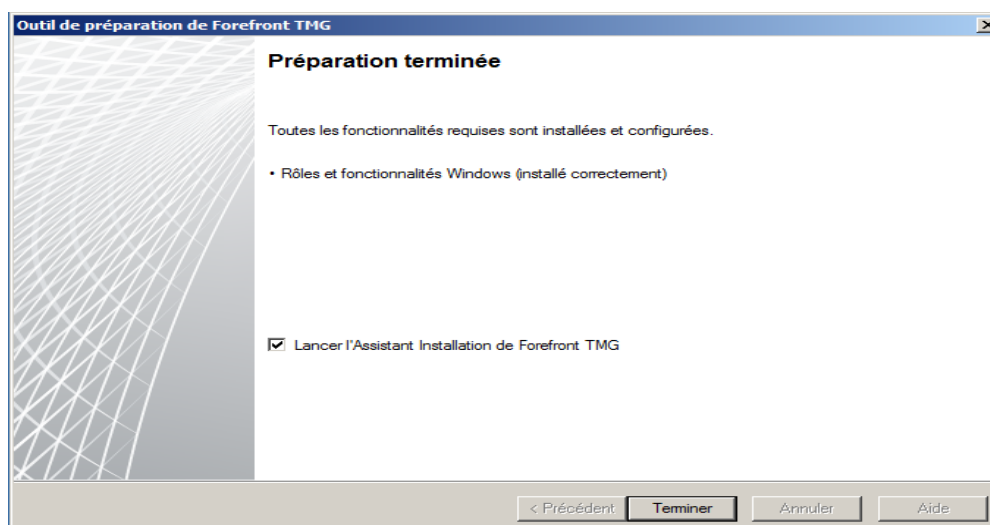 Outil de préparation de Forefront TMG
Préparation terminée
Toutes les fonctionnalités requises sont installées et configurées.
• Rôles et fonctionnalités Windows (installé correctement)
Lancer l'Assistant Installation de Forefront TMG
< Précédent Terminer Annuler Aide